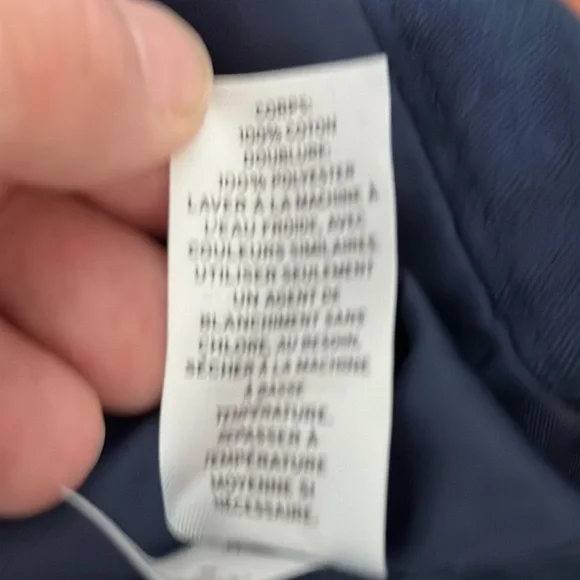 CORPS:
100% COTON
DOUBLURE:
100% POLYESTER
LAVER À LA MACHINE À
L'EAU FROIDE, AVEC
COULEURS SIMILAIRES.
UTILISER SEULEMENT
UN AGENT DE
BLANCHIMENT SANS
CHLORE, AU BESOIN.
SÉCHER À LA MACHINE
À BASSE
TEMPÉRATURE.
REPASSER À
TEMPÉRATURE
MOYENNE SI
NÉCESSAIRE.